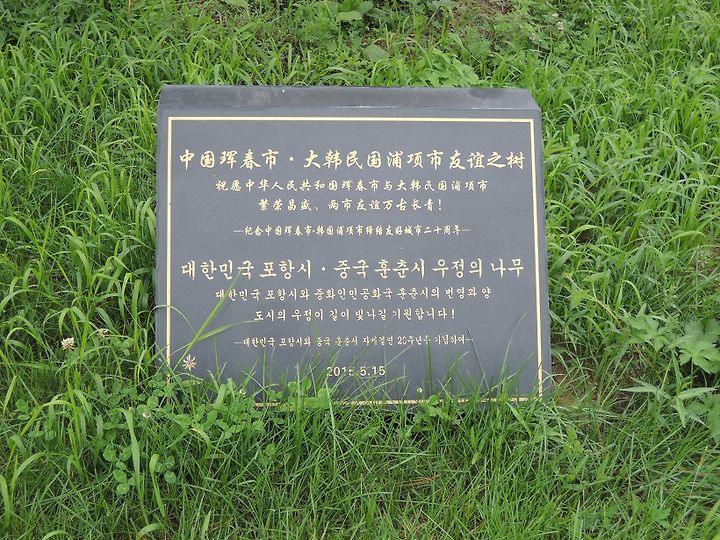 中国珲春市·大韩民国浦项市友谊之树
祝愿中华人民共和国珲春市与大韩民国浦项市
繁荣昌盛、两市友谊万古长青!
—纪念中国珲春市·韩国浦项市缔结友好城市二十周年—
대한민국 포항시·중국 훈춘시 우정의 나무
대한민국 포항시와 중화인민공화국 훈춘시의 번영과 양
도시의 우정이 길이 빛나길 기원합니다!
—대한민국 포항시와 중국 훈춘시 자매결연 20주년을 기념하여—
2015.5.15